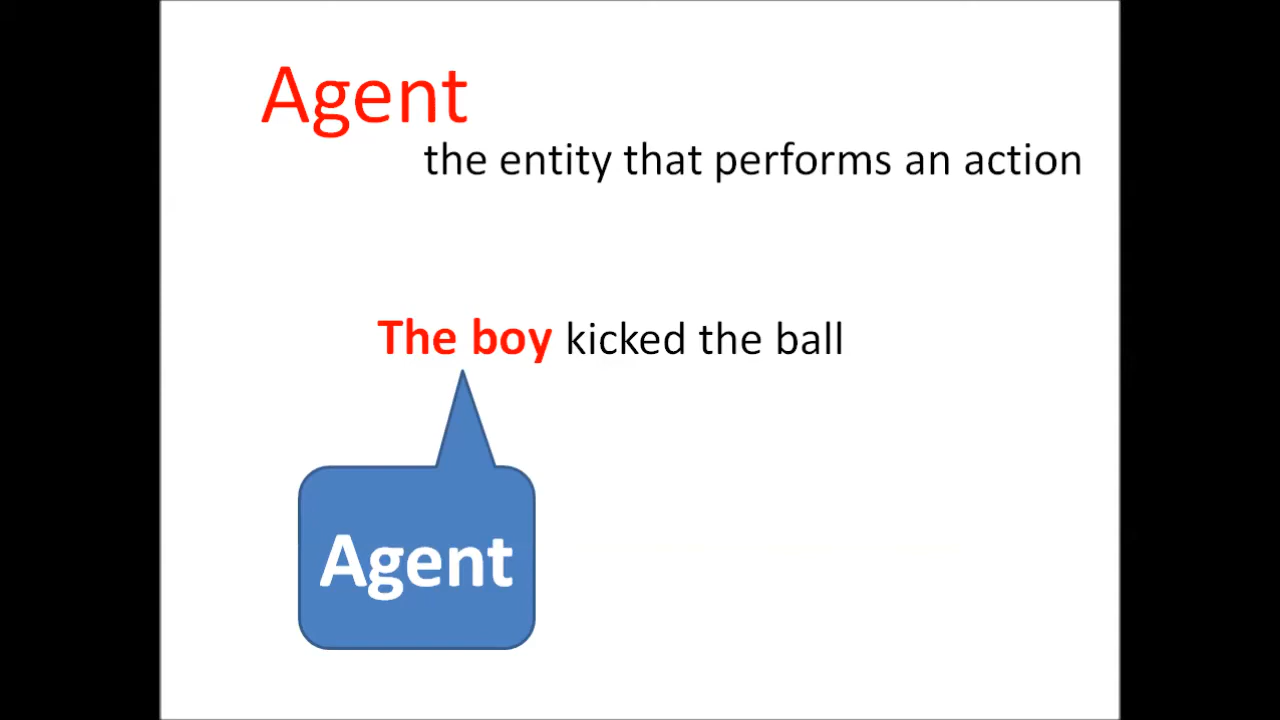 Agent
the entity that performs an action
The boy kicked the ball
Agent